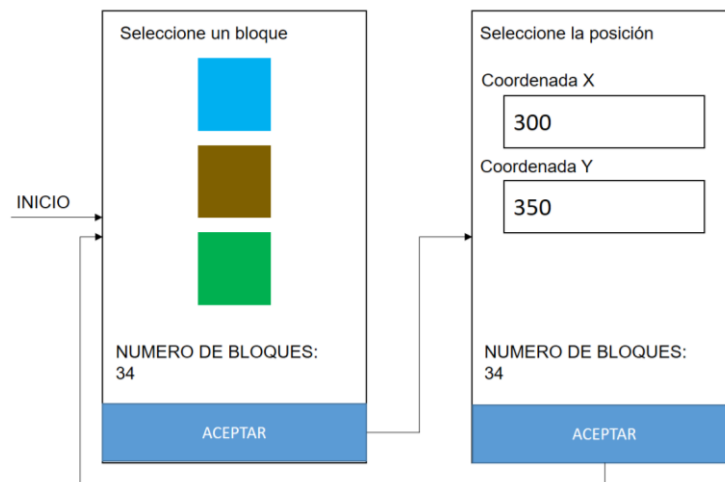 Seleccione un bloque
INICIO
NUMERO DE BLOQUES:
34
ACEPTAR
Seleccione la posición
Coordenada X
300
Coordenada Y
350
NUMERO DE BLOQUES:
34
ACEPTAR